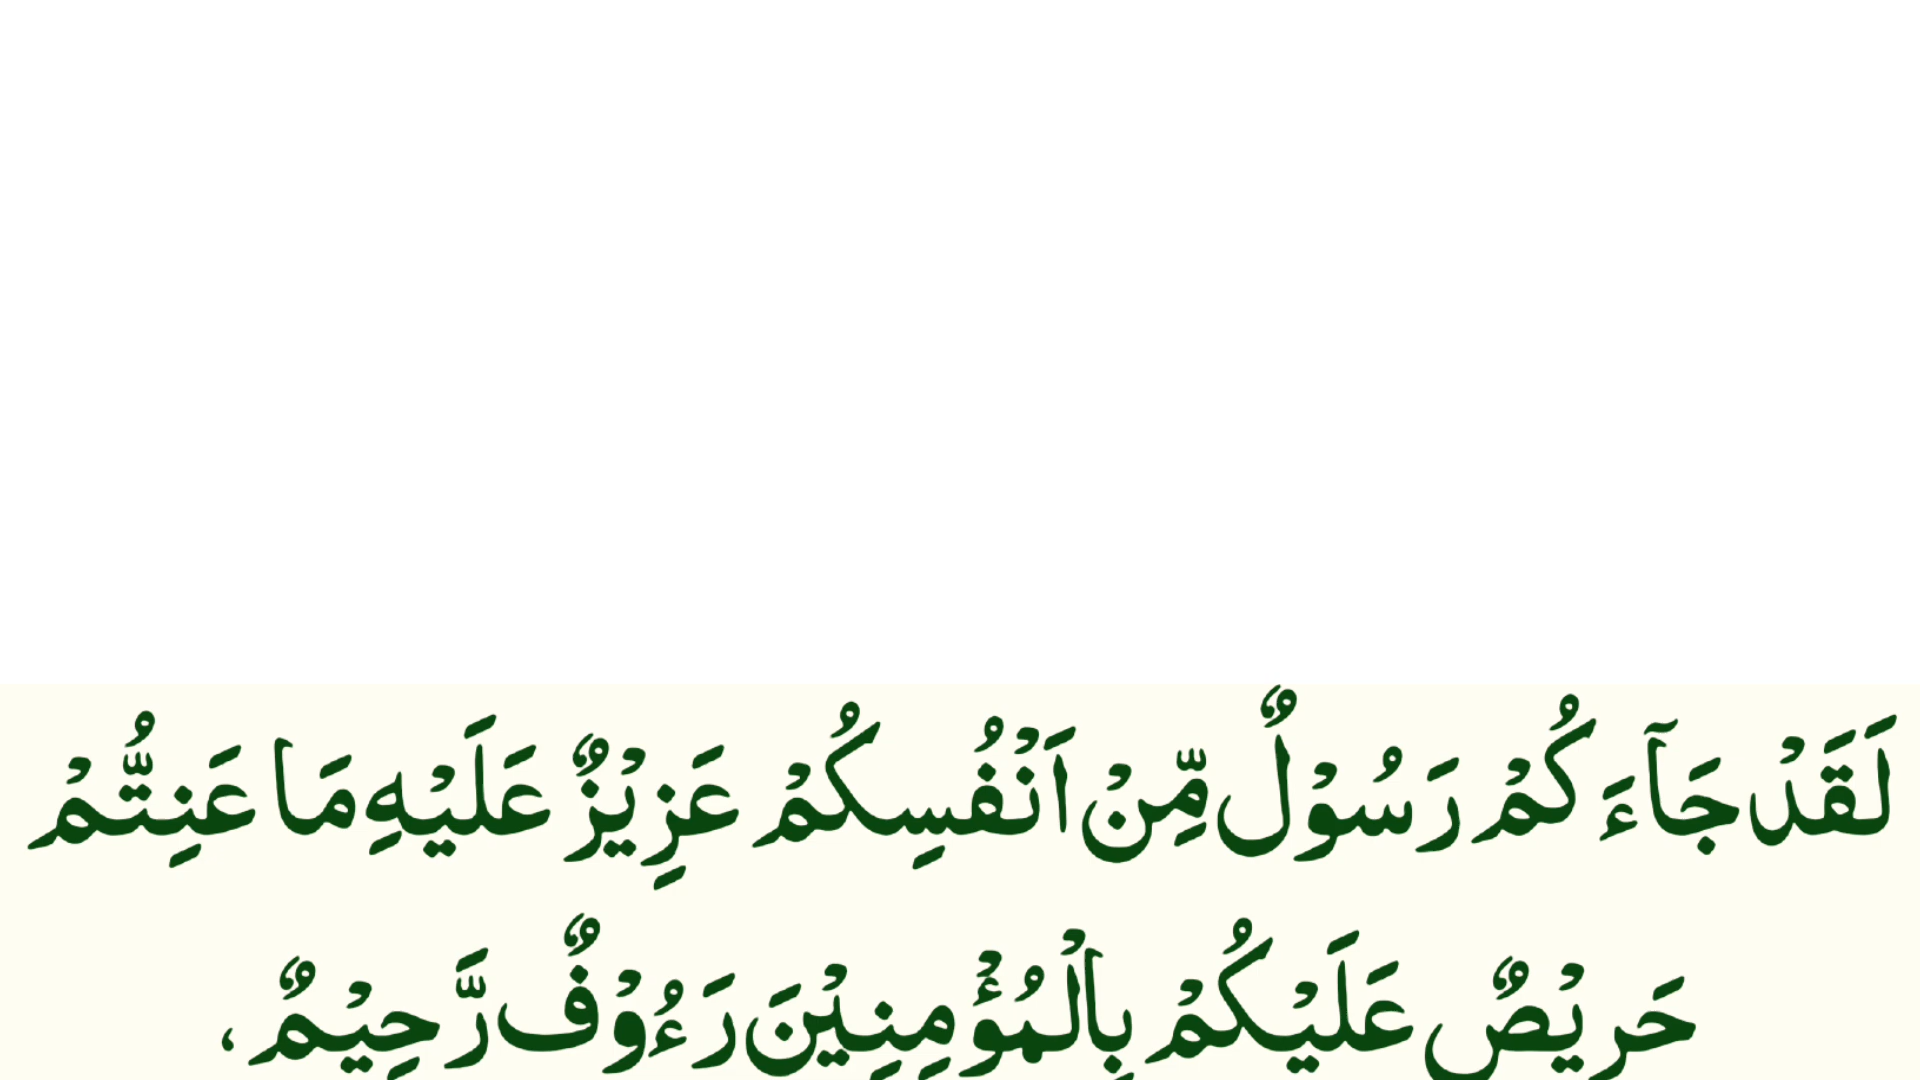 لَقَدْ جَآءَكُمْ رَسُوْلٌ مِّنْ اَنْفُسِكُمْ عَزِيْزٌ عَلَيْهِ مَا عَنِتُّمْ
حَرِيْصٌ عَلَيْكُمْ بِالْمُؤْمِنِيْنَ رَءُوْفٌ رَّحِيْمٌ ،